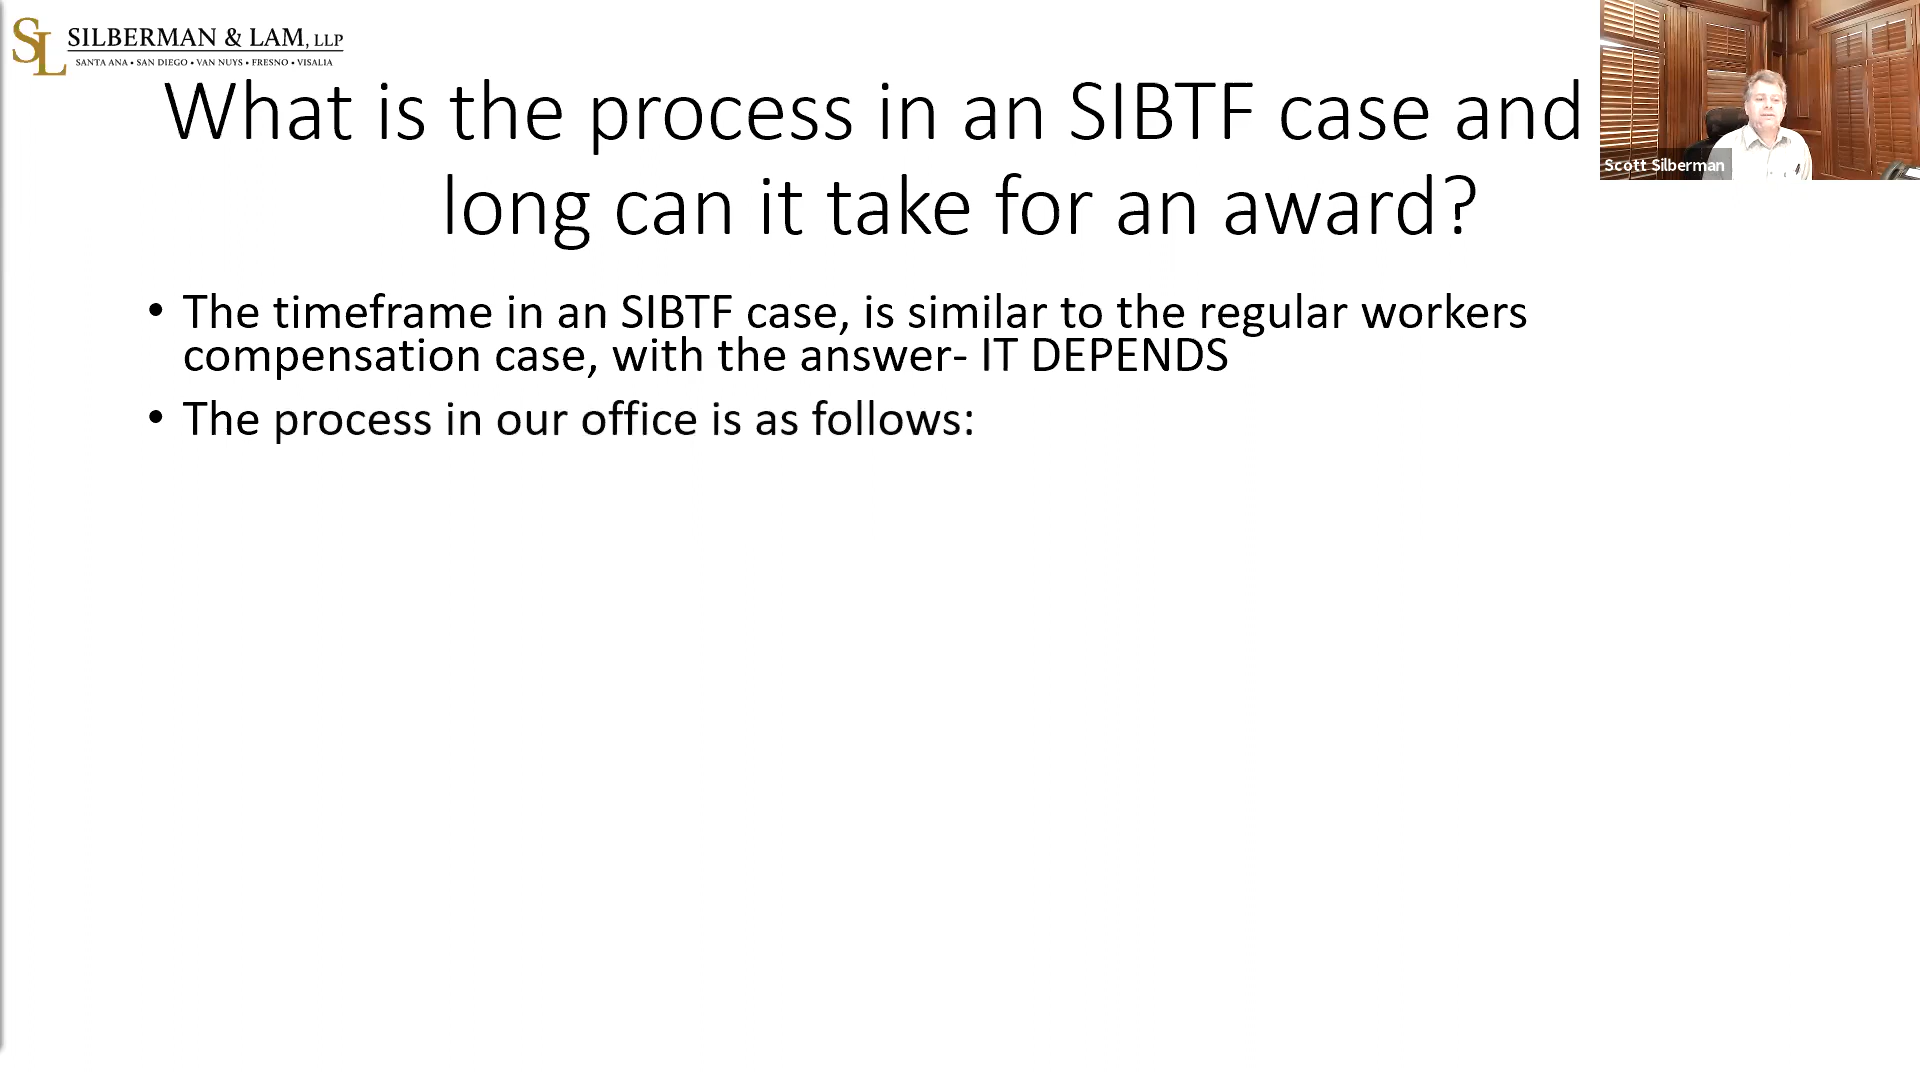 SL SILBERMAN & LAM, LLP
SANTA ANA • SAN DIEGO • VAN NUYS • FRESNO • VISALIA
What is the process in an SIBTF case and
long can it take for an award?
Scott Silberman
• The timeframe in an SIBTF case, is similar to the regular workers
compensation case, with the answer- IT DEPENDS
• The process in our office is as follows: